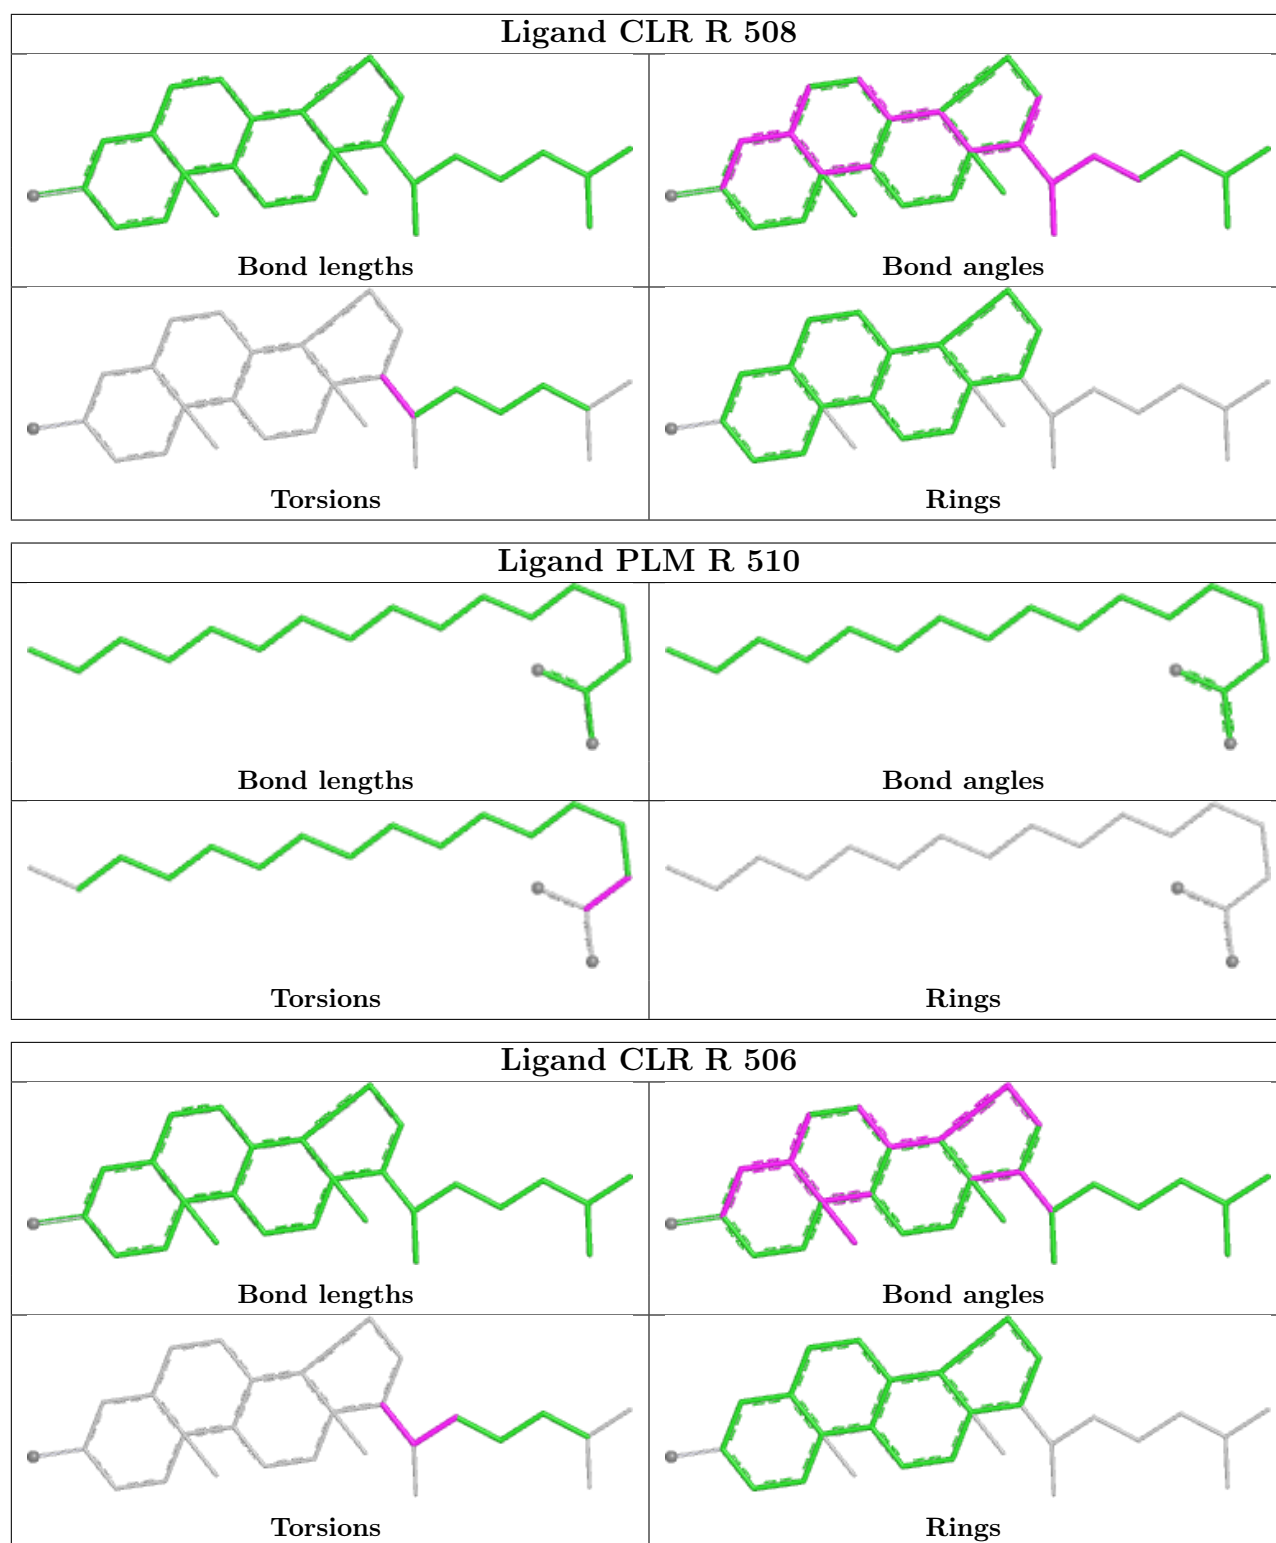 Ligand CLR R 508
Bond lengths
Bond angles
Torsions
Rings
Ligand PLM R 510
Bond lengths
Bond angles
Torsions
Rings
Ligand CLR R 506
Bond lengths
Bond angles
Torsions
Rings